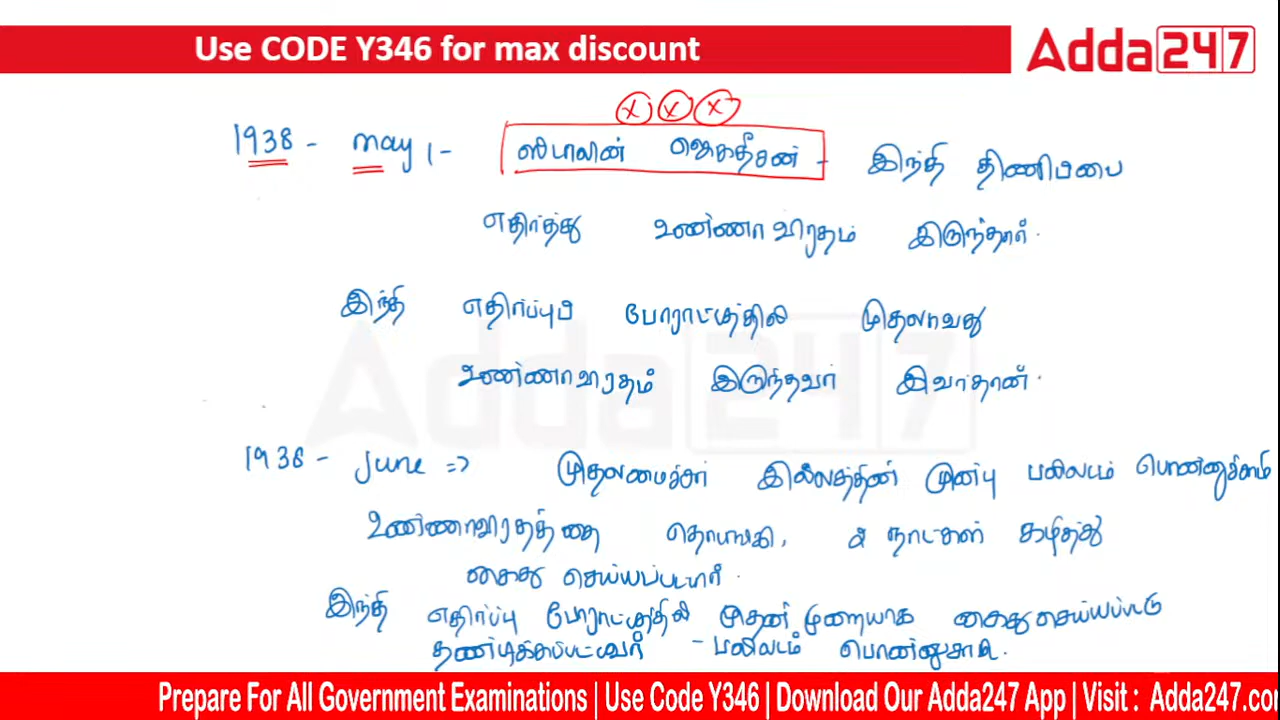 Use CODE Y346 for max discount
Adda247
1938 - may 1 - ஸ்டாலின் ஜெகதீசன் - இந்தி திணிப்பை
எதிர்த்து உண்ணாவிரதம் இருந்தார்.
இந்தி எதிர்ப்புப் போராட்டத்தில் முதலாவது
உண்ணாவிரதம் இருந்தவர் இவர்தான்.
1938 - June => முதலமைச்சர் இல்லத்தின் முன்பு பல்லடம் பொன்னுச்சாமி
உண்ணாவிரதத்தை தொடங்கி, 2 நாட்கள் கழித்து
கைது செய்யப்பட்டார்.
இந்தி எதிர்ப்பு போராட்டத்தில் முதன் முறையாக கைது செய்யப்பட்டு
தண்டிக்கப்பட்டவர் - பல்லடம் பொன்னுசாமி.
Prepare For All Government Examinations | Use Code Y346 | Download Our Adda247 App | Visit : Adda247.co